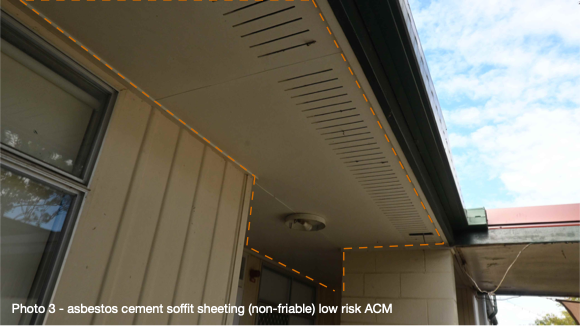 Photo 3 - asbestos cement soffit sheeting (non-friable) low risk ACM